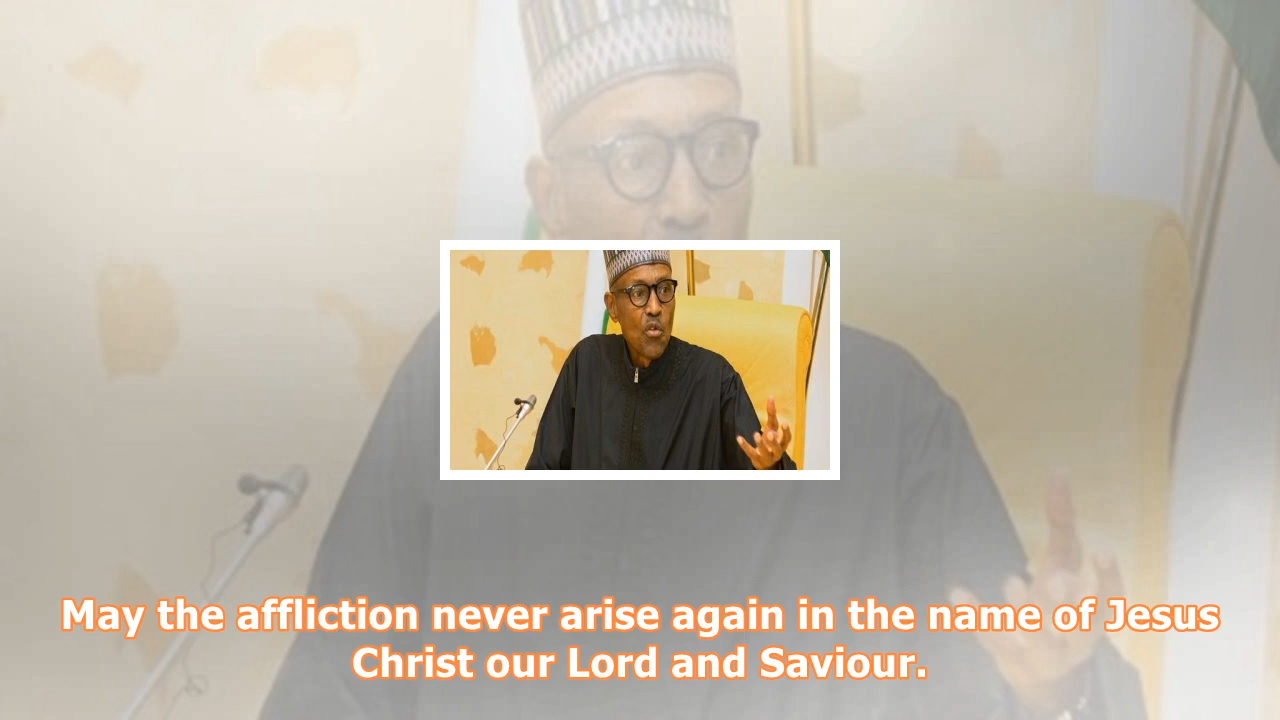 May the affliction never arise again in the name of Jesus
Christ our Lord and Saviour.